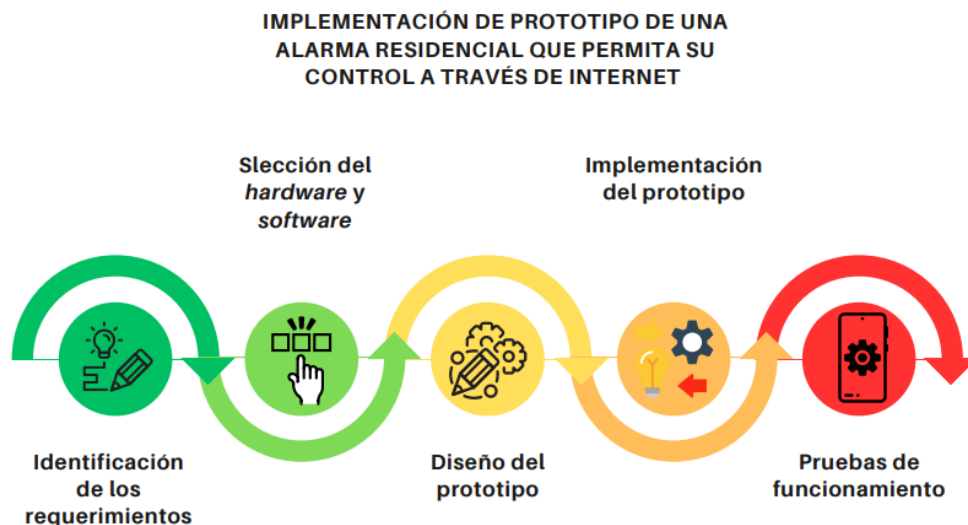 IMPLEMENTACIÓN DE PROTOTIPO DE UNA
ALARMA RESIDENCIAL QUE PERMITA SU
CONTROL A TRAVÉS DE INTERNET
Slección del
hardware y
software
Implementación
del prototipo
Identificación
de los
requerimientos
Diseño del
prototipo
Pruebas de
funcionamiento